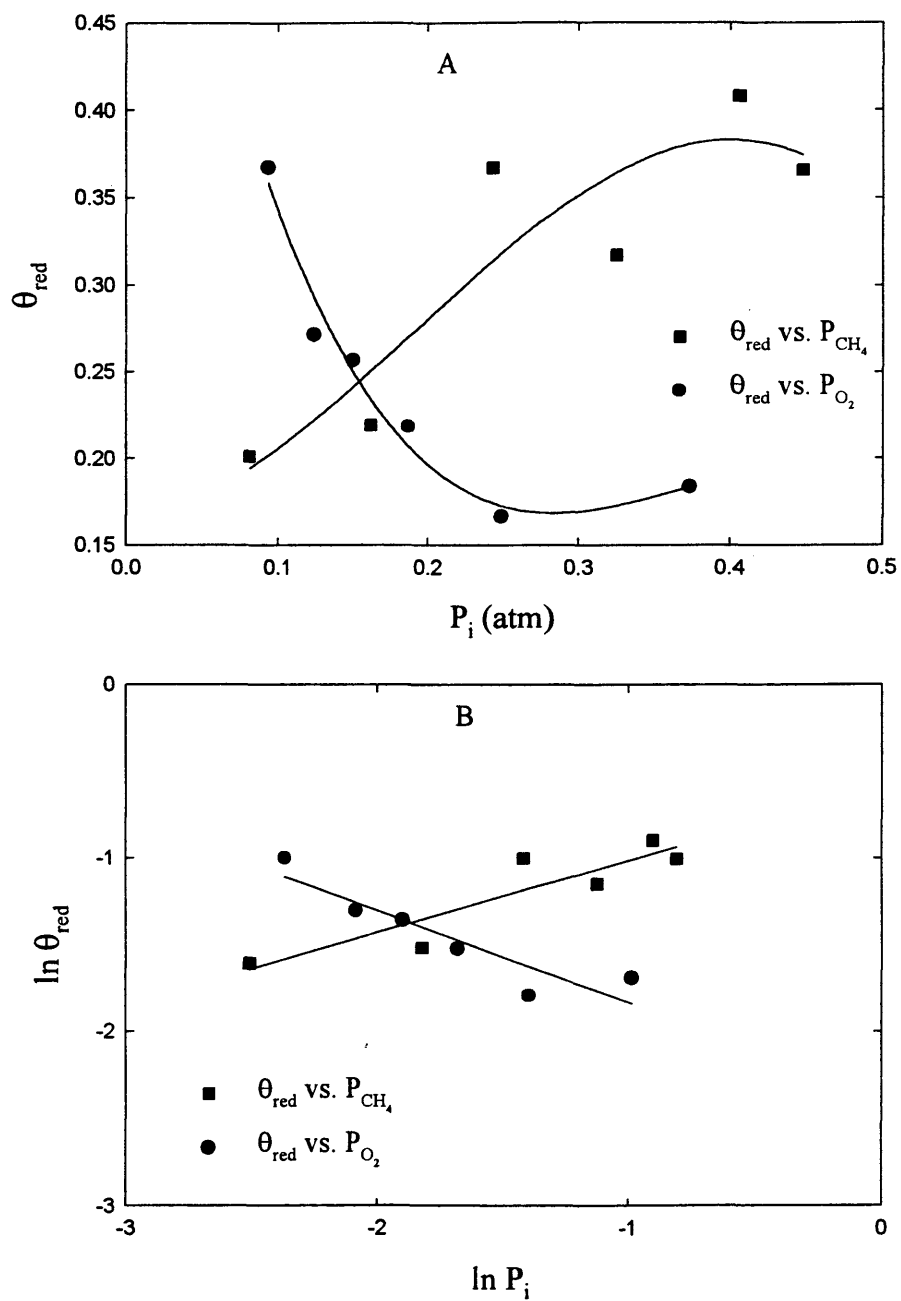 A
0.45
0.40
0.35
0.30
0.25
0.20
0.15
θred
0.0 0.1 0.2 0.3 0.4 0.5
Pi (atm)
θred vs. PCH4
θred vs. PO2
B
0
-1
-2
-3
ln θred
-3 -2 -1 0
ln Pi
θred vs. PCH4
θred vs. PO2